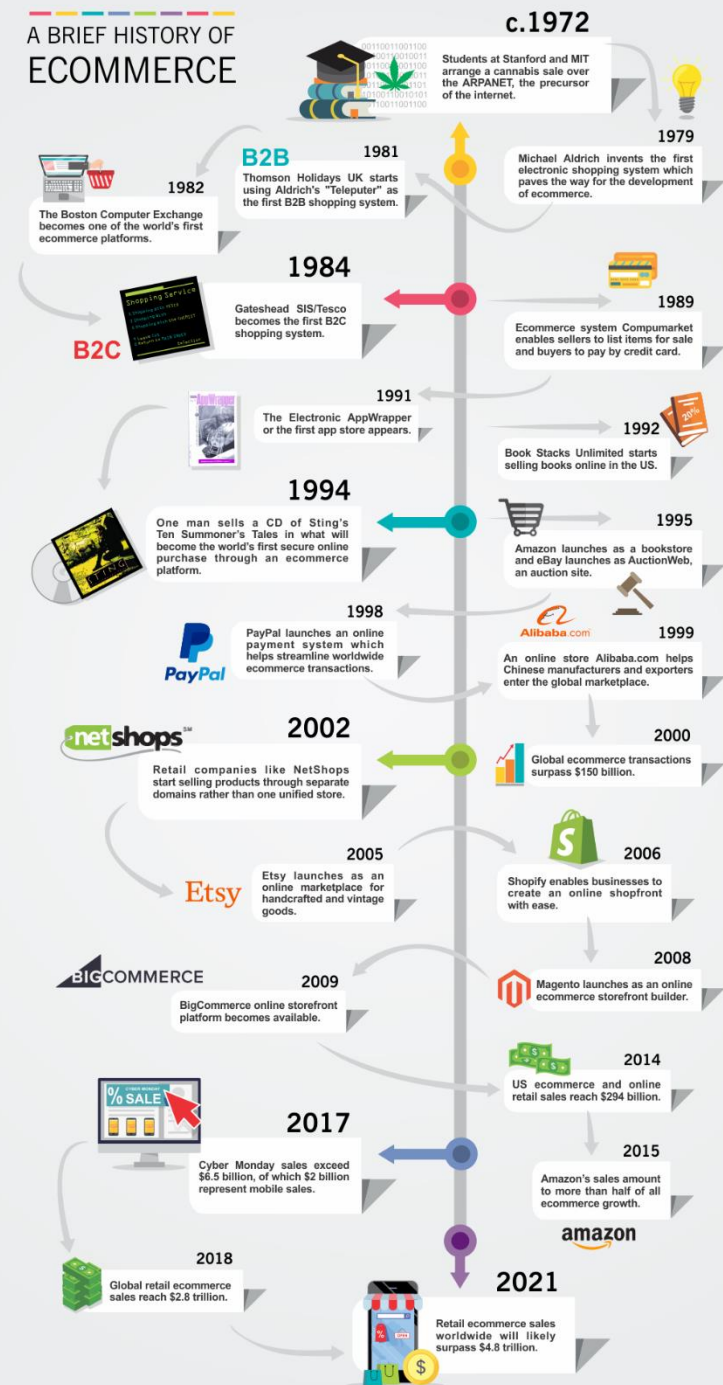 A BRIEF HISTORY OF
ECOMMERCE
c.1972
Students at Stanford and MIT
arrange a cannabis sale over
the ARPANET, the precursor
of the internet.
1979
Michael Aldrich invents the first
electronic shopping system which
paves the way for the development
of ecommerce.
B2B
1981
Thomson Holidays UK starts
using Aldrich's "Teleputer" as
the first B2B shopping system.
1982
The Boston Computer Exchange
becomes one of the world's first
ecommerce platforms.
1984
Shopping Service
B2C
Gateshead SIS/Tesco
becomes the first B2C
shopping system.
1989
Ecommerce system Compumarket
enables sellers to list items for sale
and buyers to pay by credit card.
1991
AppWrapper
The Electronic AppWrapper
or the first app store appears.
20%
1992
Book Stacks Unlimited starts
selling books online in the US.
1994
STING
One man sells a CD of Sting's
Ten Summoner's Tales in what will
become the world's first secure online
purchase through an ecommerce
platform.
1995
Amazon launches as a bookstore
and eBay launches as AuctionWeb,
an auction site.
1998
PayPal
PayPal launches an online
payment system which
helps streamline worldwide
ecommerce transactions.
Alibaba.com
1999
An online store Alibaba.com helps
Chinese manufacturers and exporters
enter the global marketplace.
2000
Global ecommerce transactions
surpass $150 billion.
netshops SM
2002
Retail companies like NetShops
start selling products through separate
domains rather than one unified store.
2005
Etsy
Etsy launches as an
online marketplace for
handcrafted and vintage
goods.
S
2006
Shopify enables businesses to
create an online shopfront
with ease.
2008
Magento launches as an online
ecommerce storefront builder.
BIGCOMMERCE
2009
BigCommerce online storefront
platform becomes available.
2014
US ecommerce and online
retail sales reach $294 billion.
2015
Amazon's sales amount
to more than half of all
ecommerce growth.
amazon
CYBER MONDAY
% SALE
2017
Cyber Monday sales exceed
$6.5 billion, of which $2 billion
represent mobile sales.
2018
Global retail ecommerce
sales reach $2.8 trillion.
2021
%
OPEN
$
Retail ecommerce sales
worldwide will likely
surpass $4.8 trillion.